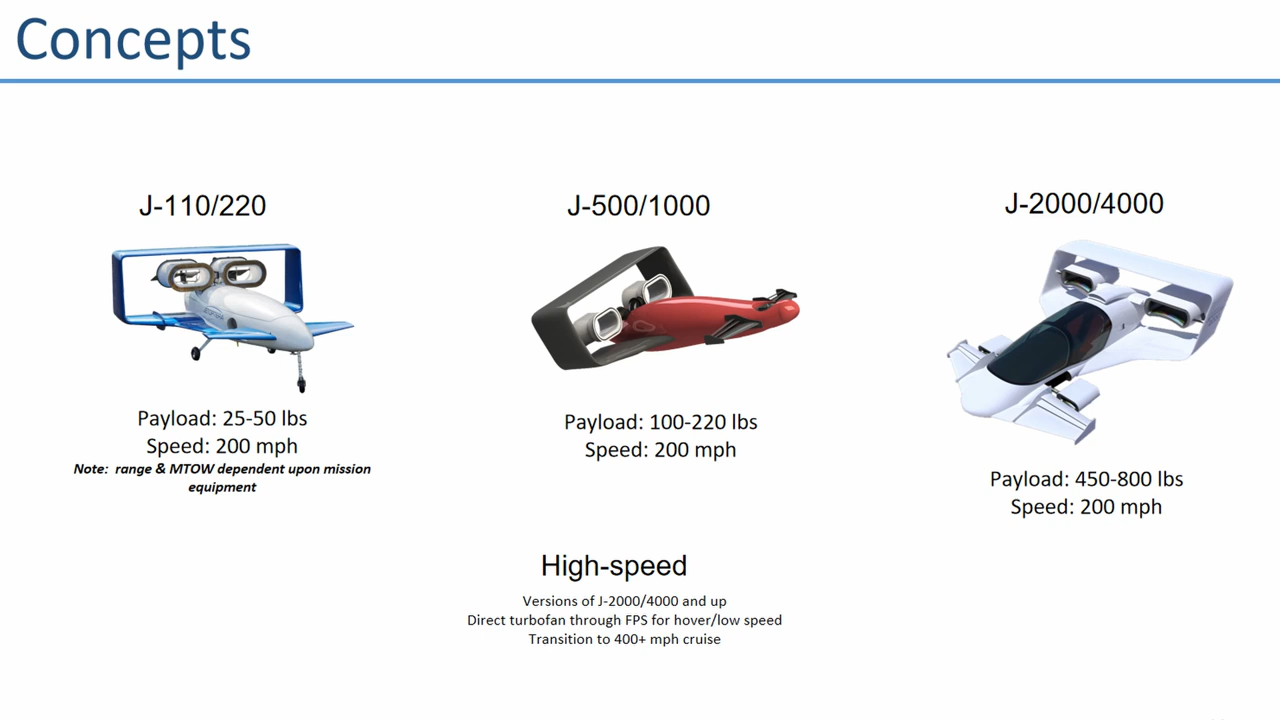 Concepts
J-110/220
Payload: 25-50 lbs
Speed: 200 mph
Note: range & MTOW dependent upon mission
equipment
J-500/1000
Payload: 100-220 lbs
Speed: 200 mph
J-2000/4000
Payload: 450-800 lbs
Speed: 200 mph
High-speed
Versions of J-2000/4000 and up
Direct turbofan through FPS for hover/low speed
Transition to 400+ mph cruise